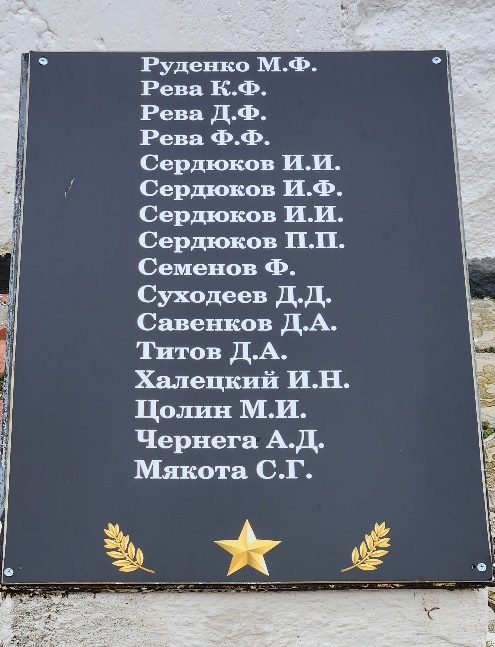 Руденко М.Ф.
Рева К.Ф.
Рева Д.Ф.
Рева Ф.Ф.
Сердюков И.И.
Сердюков И.Ф.
Сердюков И.И.
Сердюков П.П.
Семенов Ф.
Суходеев Д.Д.
Савенков Д.А.
Титов Д.А.
Халецкий И.Н.
Цолин М.И.
Чернега А.Д.
Мякота С.Г.